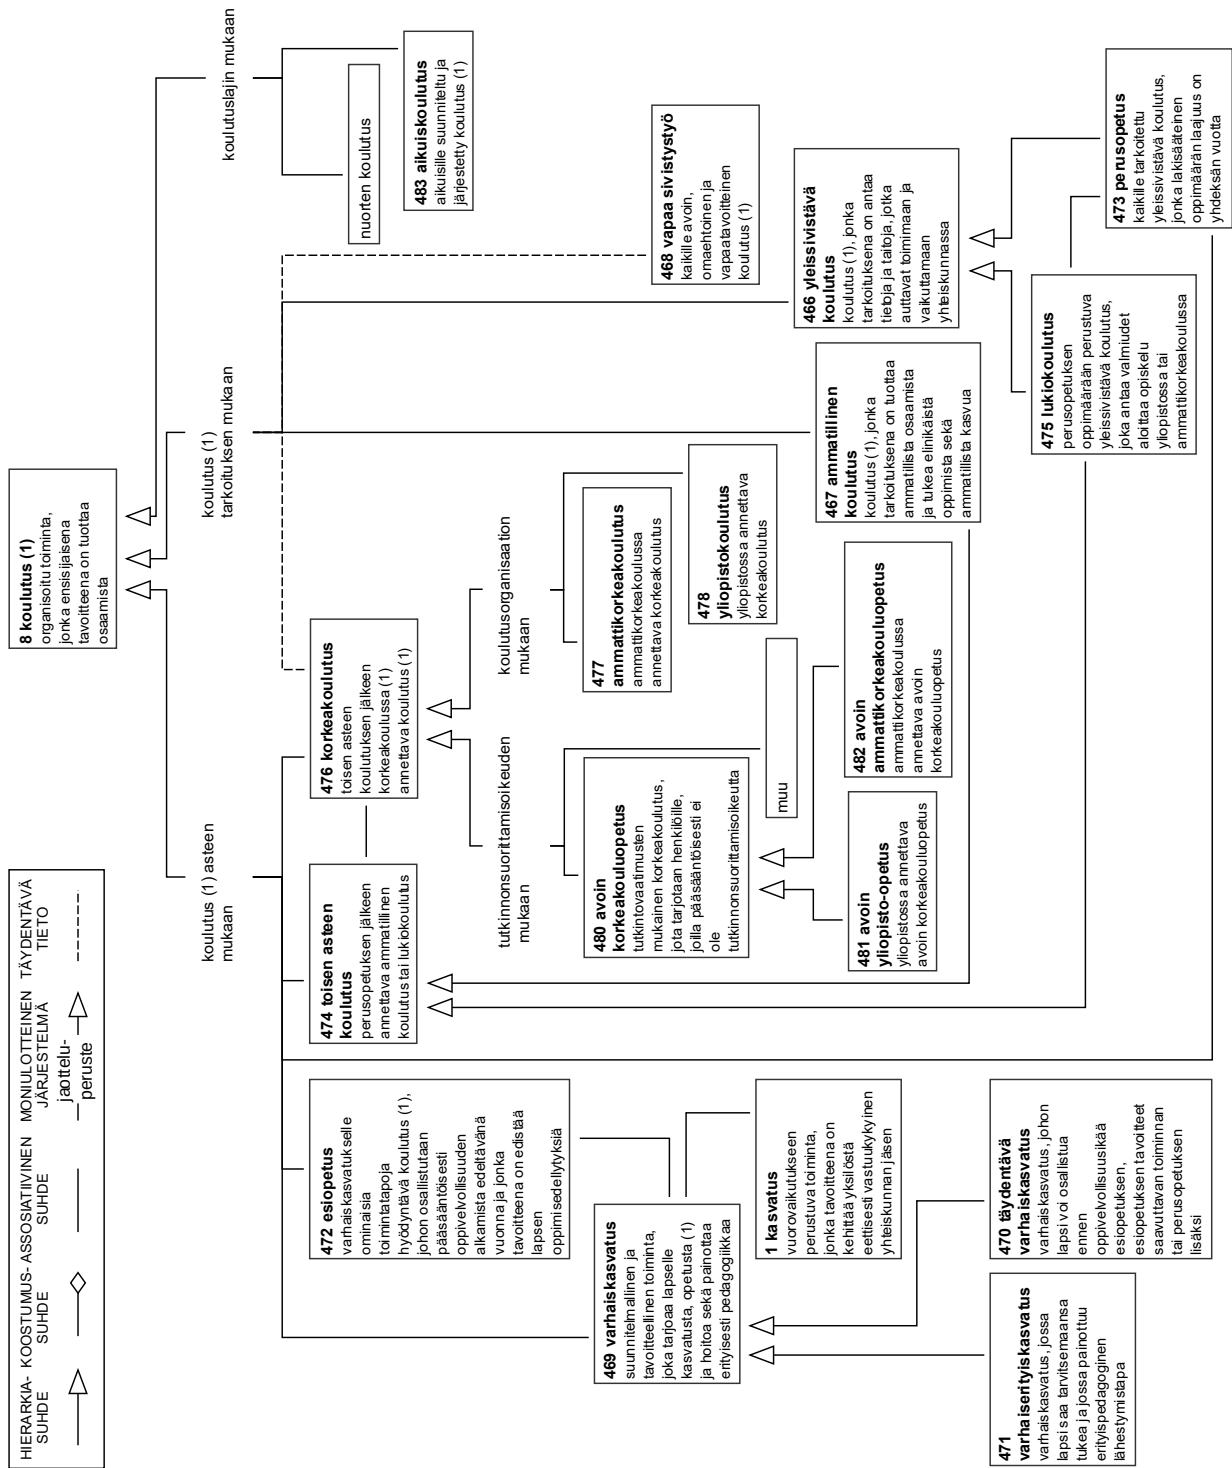 HIERARKIA-
SUHDE
KOOSTUMUS-
SUHDE
ASSOSIATIIVINEN
SUHDE
MONIULOTTEINEN
JÄRJESTELMÄ
TÄYDENTÄVÄ
TIETO
jaottelu-
peruste
8 koulutus (1)
organisoitu toiminta,
jonka ensisijaisena
tavoitteena on tuottaa
osaamista
koulutus (1) asteen
mukaan
koulutus (1)
tarkoituksen mukaan
koulutuslajin mukaan
472 esiopetus
varhaiskasvatukselle
ominaisia
toimintatapoja
hyödyntävä koulutus (1),
johon osallistutaan
pääsääntöisesti
oppivelvollisuuden
alkamista edeltävänä
vuonna ja jonka
tavoitteena on edistää
lapsen
oppimisedellytyksiä
474 toisen asteen
koulutus
perusopetuksen jälkeen
annettava ammatillinen
koulutus tai lukiokoulutus
476 korkeakoulutus
toisen asteen
koulutuksen jälkeen
korkeakoulussa (1)
annettava koulutus (1)
nuorten koulutus
483 aikuiskoulutus
aikuisille suunniteltu ja
järjestetty koulutus (1)
tutkinnonsuorittamisoikeuden
mukaan
koulutusorganisaation
mukaan
469 varhaiskasvatus
suunnitelmallinen ja
tavoitteellinen toiminta,
joka tarjoaa lapselle
kasvatusta, opetusta (1)
ja hoitoa sekä painottaa
erityisesti pedagogiikkaa
480 avoin
korkeakouluopetus
tutkintovaatimusten
mukainen korkeakoulutus,
jota tarjotaan henkilöille,
joilla pääsääntöisesti ei
ole
tutkinnonsuorittamisoikeutta
muu
477
ammattikorkeakoulutus
ammattikorkeakoulussa
annettava korkeakoulutus
478
yliopistokoulutus
yliopistossa annettava
korkeakoulutus
468 vapaa sivistystyö
kaikille avoin,
omaehtoinen ja
vapaatavoitteinen
koulutus (1)
1 kasvatus
vuorovaikutukseen
perustuva toiminta,
jonka tavoitteena on
kehittää yksilöstä
eettisesti vastuukykyinen
yhteiskunnan jäsen
481 avoin
yliopisto-opetus
yliopistossa annettava
avoin korkeakouluopetus
482 avoin
ammattikorkeakouluopetus
ammattikorkeakoulussa
annettava avoin
korkeakouluopetus
467 ammatillinen
koulutus
koulutus (1), jonka
tarkoituksena on tuottaa
ammatillista osaamista
ja tukea elinikäistä
oppimista sekä
ammatillista kasvua
466 yleissivistävä
koulutus
koulutus (1), jonka
tarkoituksena on antaa
tietoja ja taitoja, jotka
auttavat toimimaan ja
vaikuttamaan
yhteiskunnassa
471
varhaiserityiskasvatus
varhaiskasvatus, jossa
lapsi saa tarvitsemaansa
tukea ja jossa painottuu
erityispedagoginen
lähestymistapa
470 täydentävä
varhaiskasvatus
varhaiskasvatus, johon
lapsi voi osallistua
ennen
oppivelvollisuusikää
esiopetuksen,
esiopetuksen tavoitteet
saavuttavan toiminnan
tai perusopetuksen
lisäksi
475 lukiokoulutus
perusopetuksen
oppimäärään perustuva
yleissivistävä koulutus,
joka antaa valmiudet
aloittaa opiskelu
yliopistossa tai
ammattikorkeakoulussa
473 perusopetus
kaikille tarkoitettu
yleissivistävä koulutus,
jonka lakisääteinen
oppimäärän laajuus on
yhdeksän vuotta